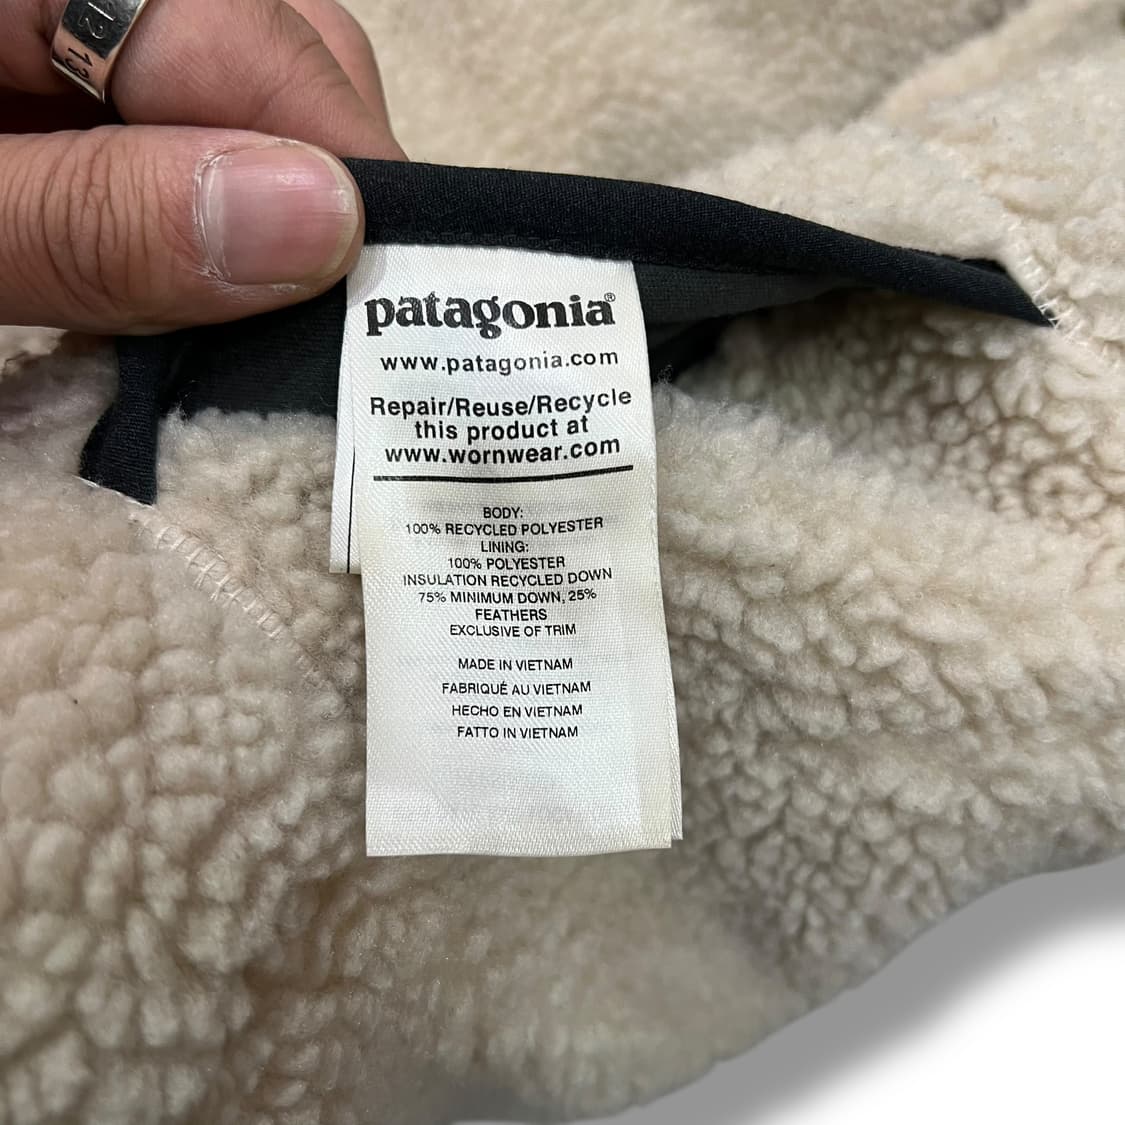 12 13
patagonia®
www.patagonia.com
Repair/Reuse/Recycle
this product at
www.wornwear.com
BODY:
100% RECYCLED POLYESTER
LINING:
100% POLYESTER
INSULATION RECYCLED DOWN
75% MINIMUM DOWN, 25%
FEATHERS
EXCLUSIVE OF TRIM
MADE IN VIETNAM
FABRIQUÉ AU VIETNAM
HECHO EN VIETNAM
FATTO IN VIETNAM